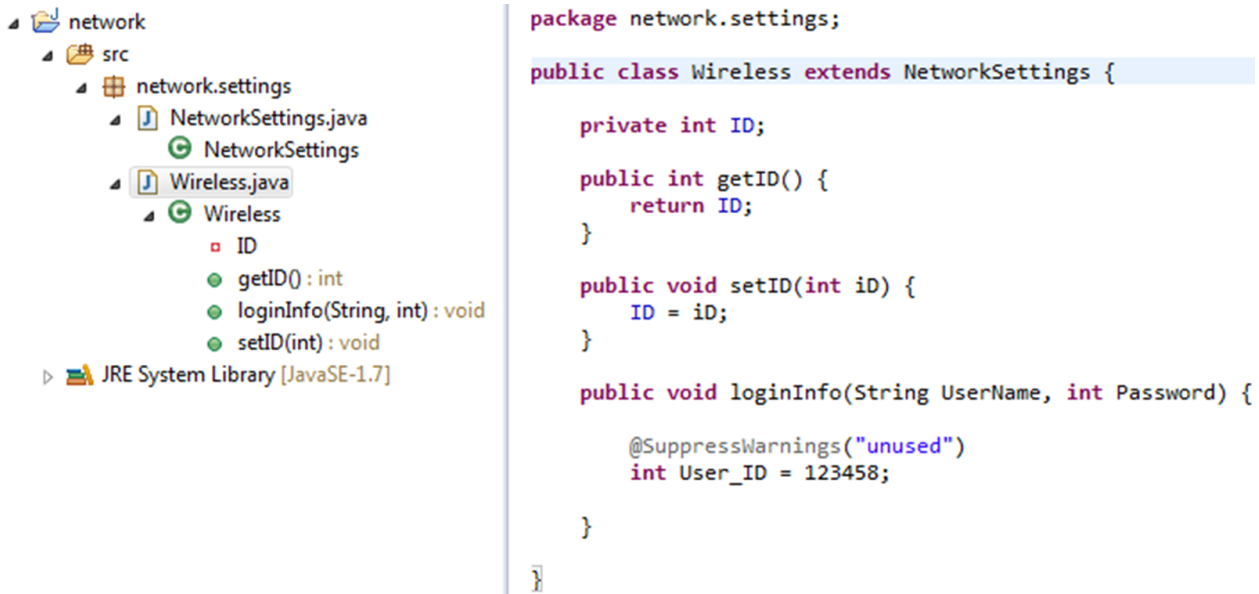 network
src
network.settings
NetworkSettings.java
NetworkSettings
Wireless.java
Wireless
ID
getID() : int
loginInfo(String, int) : void
setID(int) : void
JRE System Library [JavaSE-1.7]
package network.settings;
public class Wireless extends NetworkSettings {
private int ID;
public int getID() {
return ID;
}
public void setID(int iD) {
ID = iD;
}
public void loginInfo(String UserName, int Password) {
@SuppressWarnings("unused")
int User_ID = 123458;
}
}